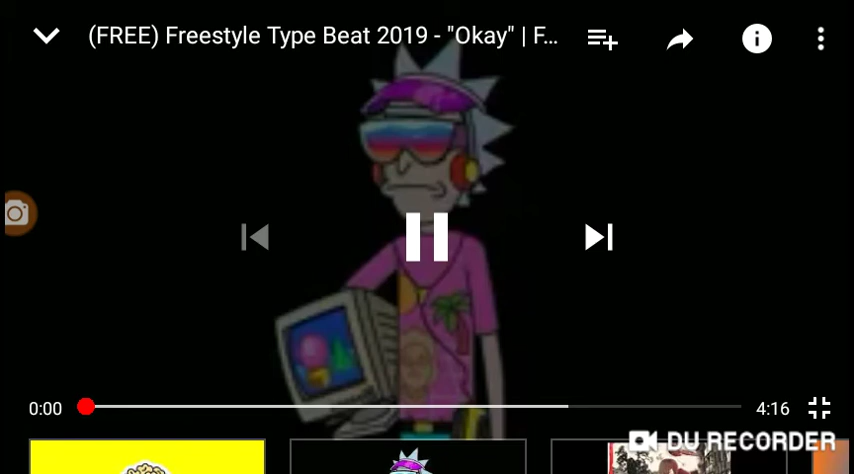 (FREE) Freestyle Type Beat 2019 - "Okay" | F...
0:00
4:16
DU RECORDER